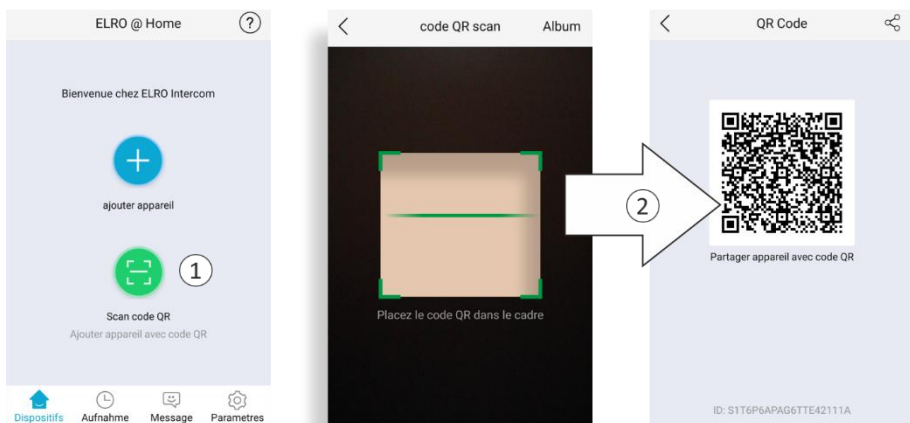 ELRO @ Home
?
Bienvenue chez ELRO Intercom
ajouter appareil
1
Scan code QR
Ajouter appareil avec code QR
Dispositifs
Aufnahme
Message
Parametres
code QR scan
Album
Placez le code QR dans le cadre
2
QR Code
Partager appareil avec code QR
ID: S1T6P6APAG6TTE42111A